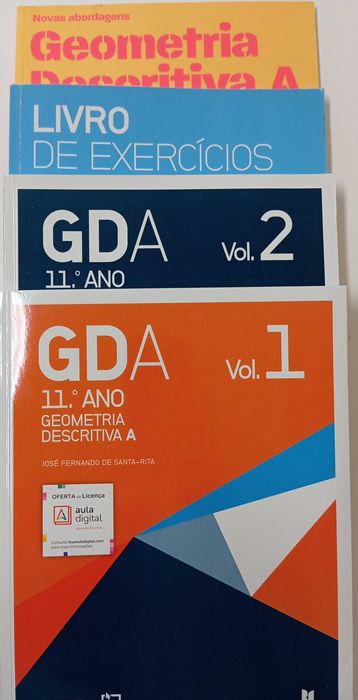 Novas abordagens
Geometria
Descritiva A
LIVRO
DE EXERCÍCIOS
GDA
Vol. 2
11.º ANO
GDA
Vol. 1
11.º ANO
GEOMETRIA
DESCRITIVA A
JOSÉ FERNANDO DE SANTA-RITA
OFERTA de Licença
aula
digital